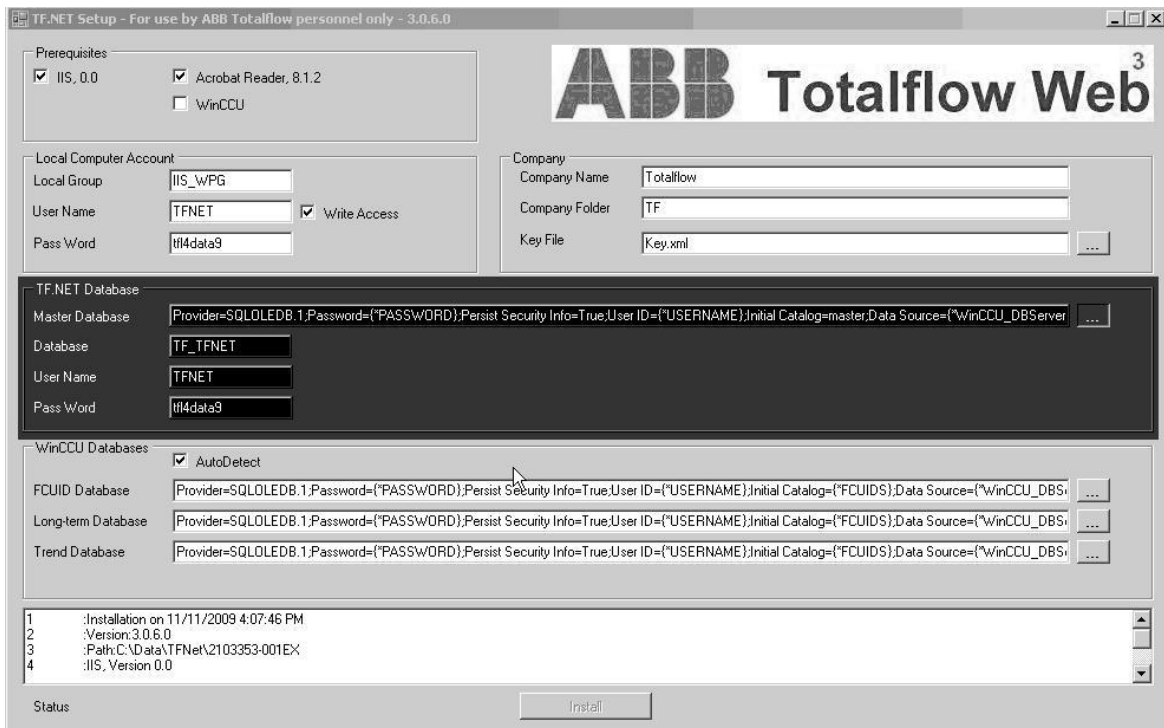 TF.NET Setup - For use by ABB Totalflow personnel only - 3.0.6.0
Prerequisites
IIS, 0.0
Acrobat Reader, 8.1.2
WinCCU
ABB Totalflow Web 3
Local Computer Account
Local Group IIS_WPG
User Name TFNET Write Access
Pass Word tfl4data9
Company
Company Name Totalflow
Company Folder TF
Key File Key.xml ...
TF.NET Database
Master Database Provider=SQLOLEDB.1;Password={*PASSWORD};Persist Security Info=True;User ID={*USERNAME};Initial Catalog=master;Data Source={*WinCCU_DBServer ...
Database TF_TFNET
User Name TFNET
Pass Word tfl4data9
WinCCU Databases
AutoDetect
FCUID Database Provider=SQLOLEDB.1;Password={*PASSWORD};Persist Security Info=True;User ID={*USERNAME};Initial Catalog={*FCUIDS};Data Source={*WinCCU_DBS ...
Long-term Database Provider=SQLOLEDB.1;Password={*PASSWORD};Persist Security Info=True;User ID={*USERNAME};Initial Catalog={*FCUIDS};Data Source={*WinCCU_DBS ...
Trend Database Provider=SQLOLEDB.1;Password={*PASSWORD};Persist Security Info=True;User ID={*USERNAME};Initial Catalog={*FCUIDS};Data Source={*WinCCU_DBS ...
1 :Installation on 11/11/2009 4:07:46 PM
2 :Version:3.0.6.0
3 :Path:C:\Data\TFNet\2103353-001EX
4 :IIS, Version 0.0
Status
Install